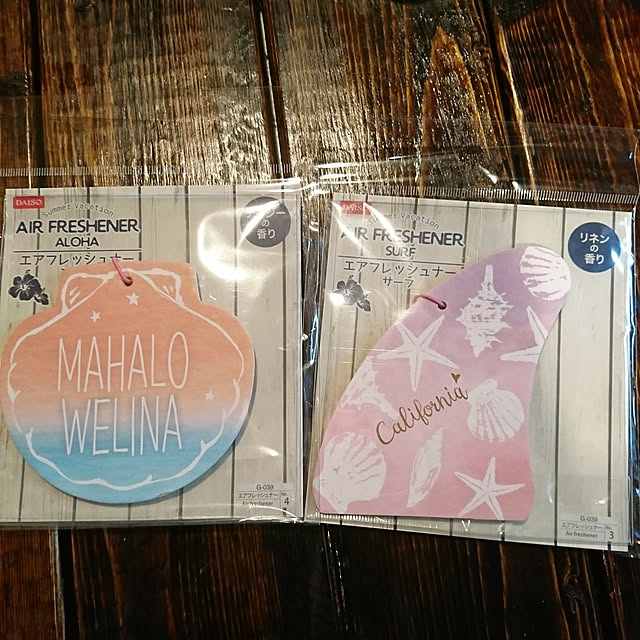 DAISO
Summer Vacation
AIR FRESHENER
ALOHA
エアフレッシュナー
の
香り
MAHALO
WELINA
G-039
エアフレッシュナー
Air freshener
No.
4
DAISO
Vacation
AIR FRESHENER
SURF
エアフレッシュナー
サーフ
リネン
の
香り
California
G-039
エアフレッシュナー
Air freshener
No.
3